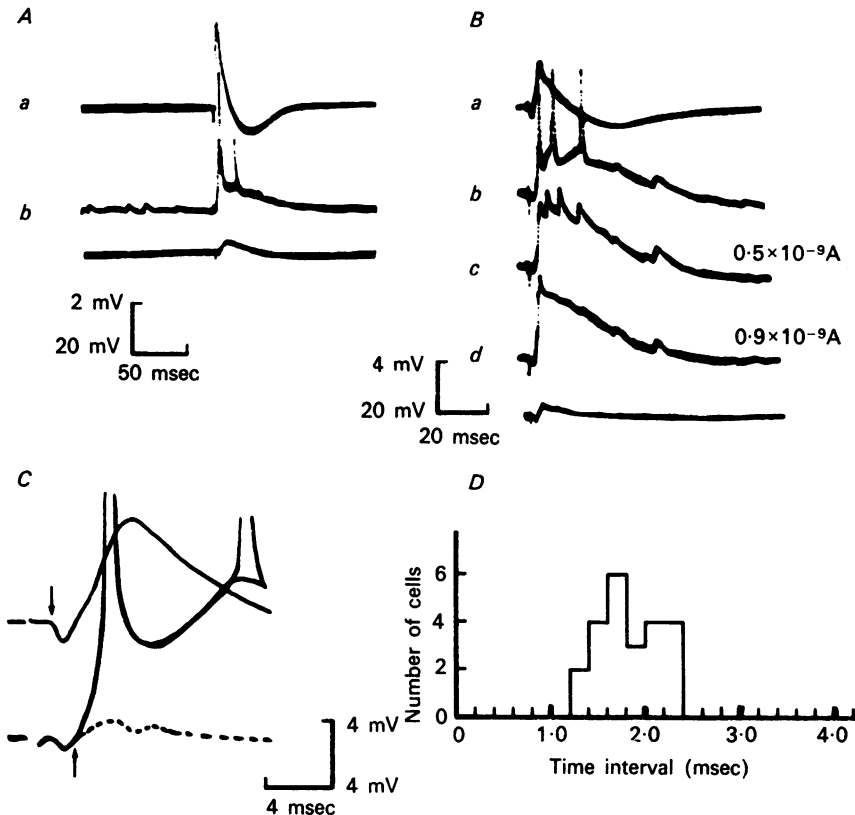 A
a
b
2 mV
20 mV
50 msec
B
a
b
c
0·5×10⁻⁹A
d
0·9×10⁻⁹A
4 mV
20 mV
20 msec
C
4 mV
4 mV
4 msec
D
Number of cells
6
4
2
0
0 1·0 2·0 3·0 4·0
Time interval (msec)